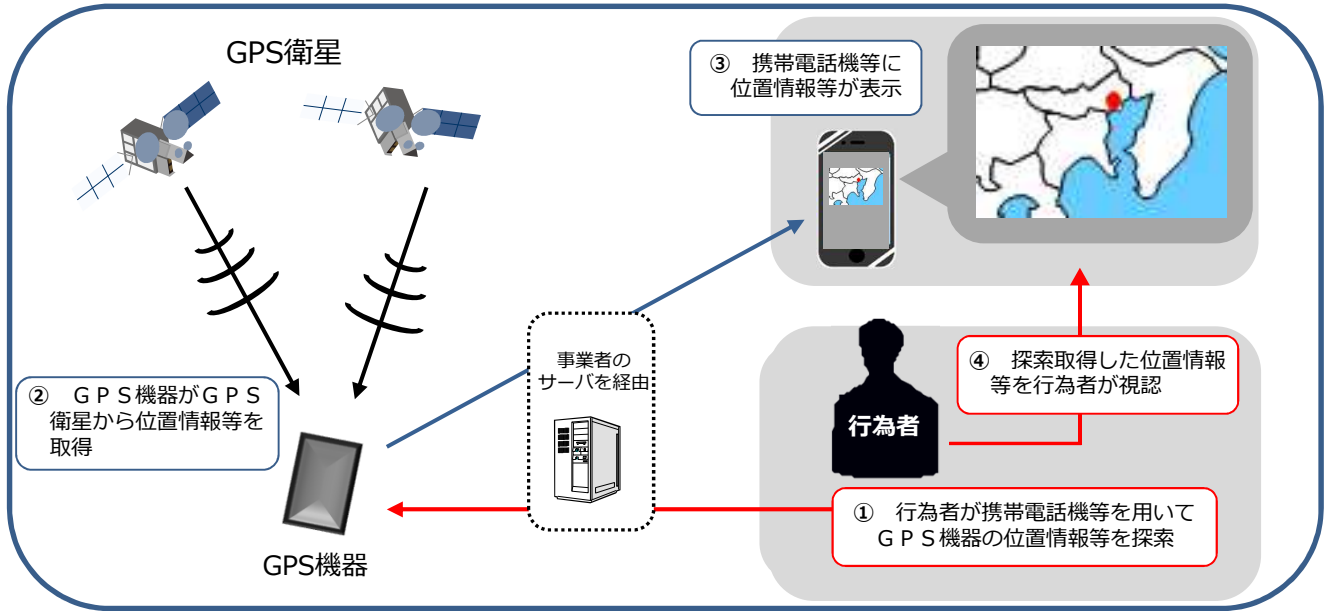 GPS衛星
③　携帯電話機等に
位置情報等が表示
事業者の
サーバを経由
②　ＧＰＳ機器がＧＰＳ
衛星から位置情報等を
取得
④　探索取得した位置情報
等を行為者が視認
行為者
①　行為者が携帯電話機等を用いて
ＧＰＳ機器の位置情報等を探索
GPS機器